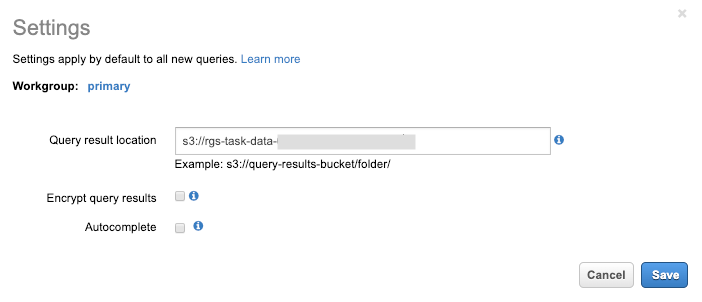 Settings
Settings apply by default to all new queries. Learn more
Workgroup: primary
Query result location s3://rgs-task-data-
Example: s3://query-results-bucket/folder/
Encrypt query results
Autocomplete
Cancel Save